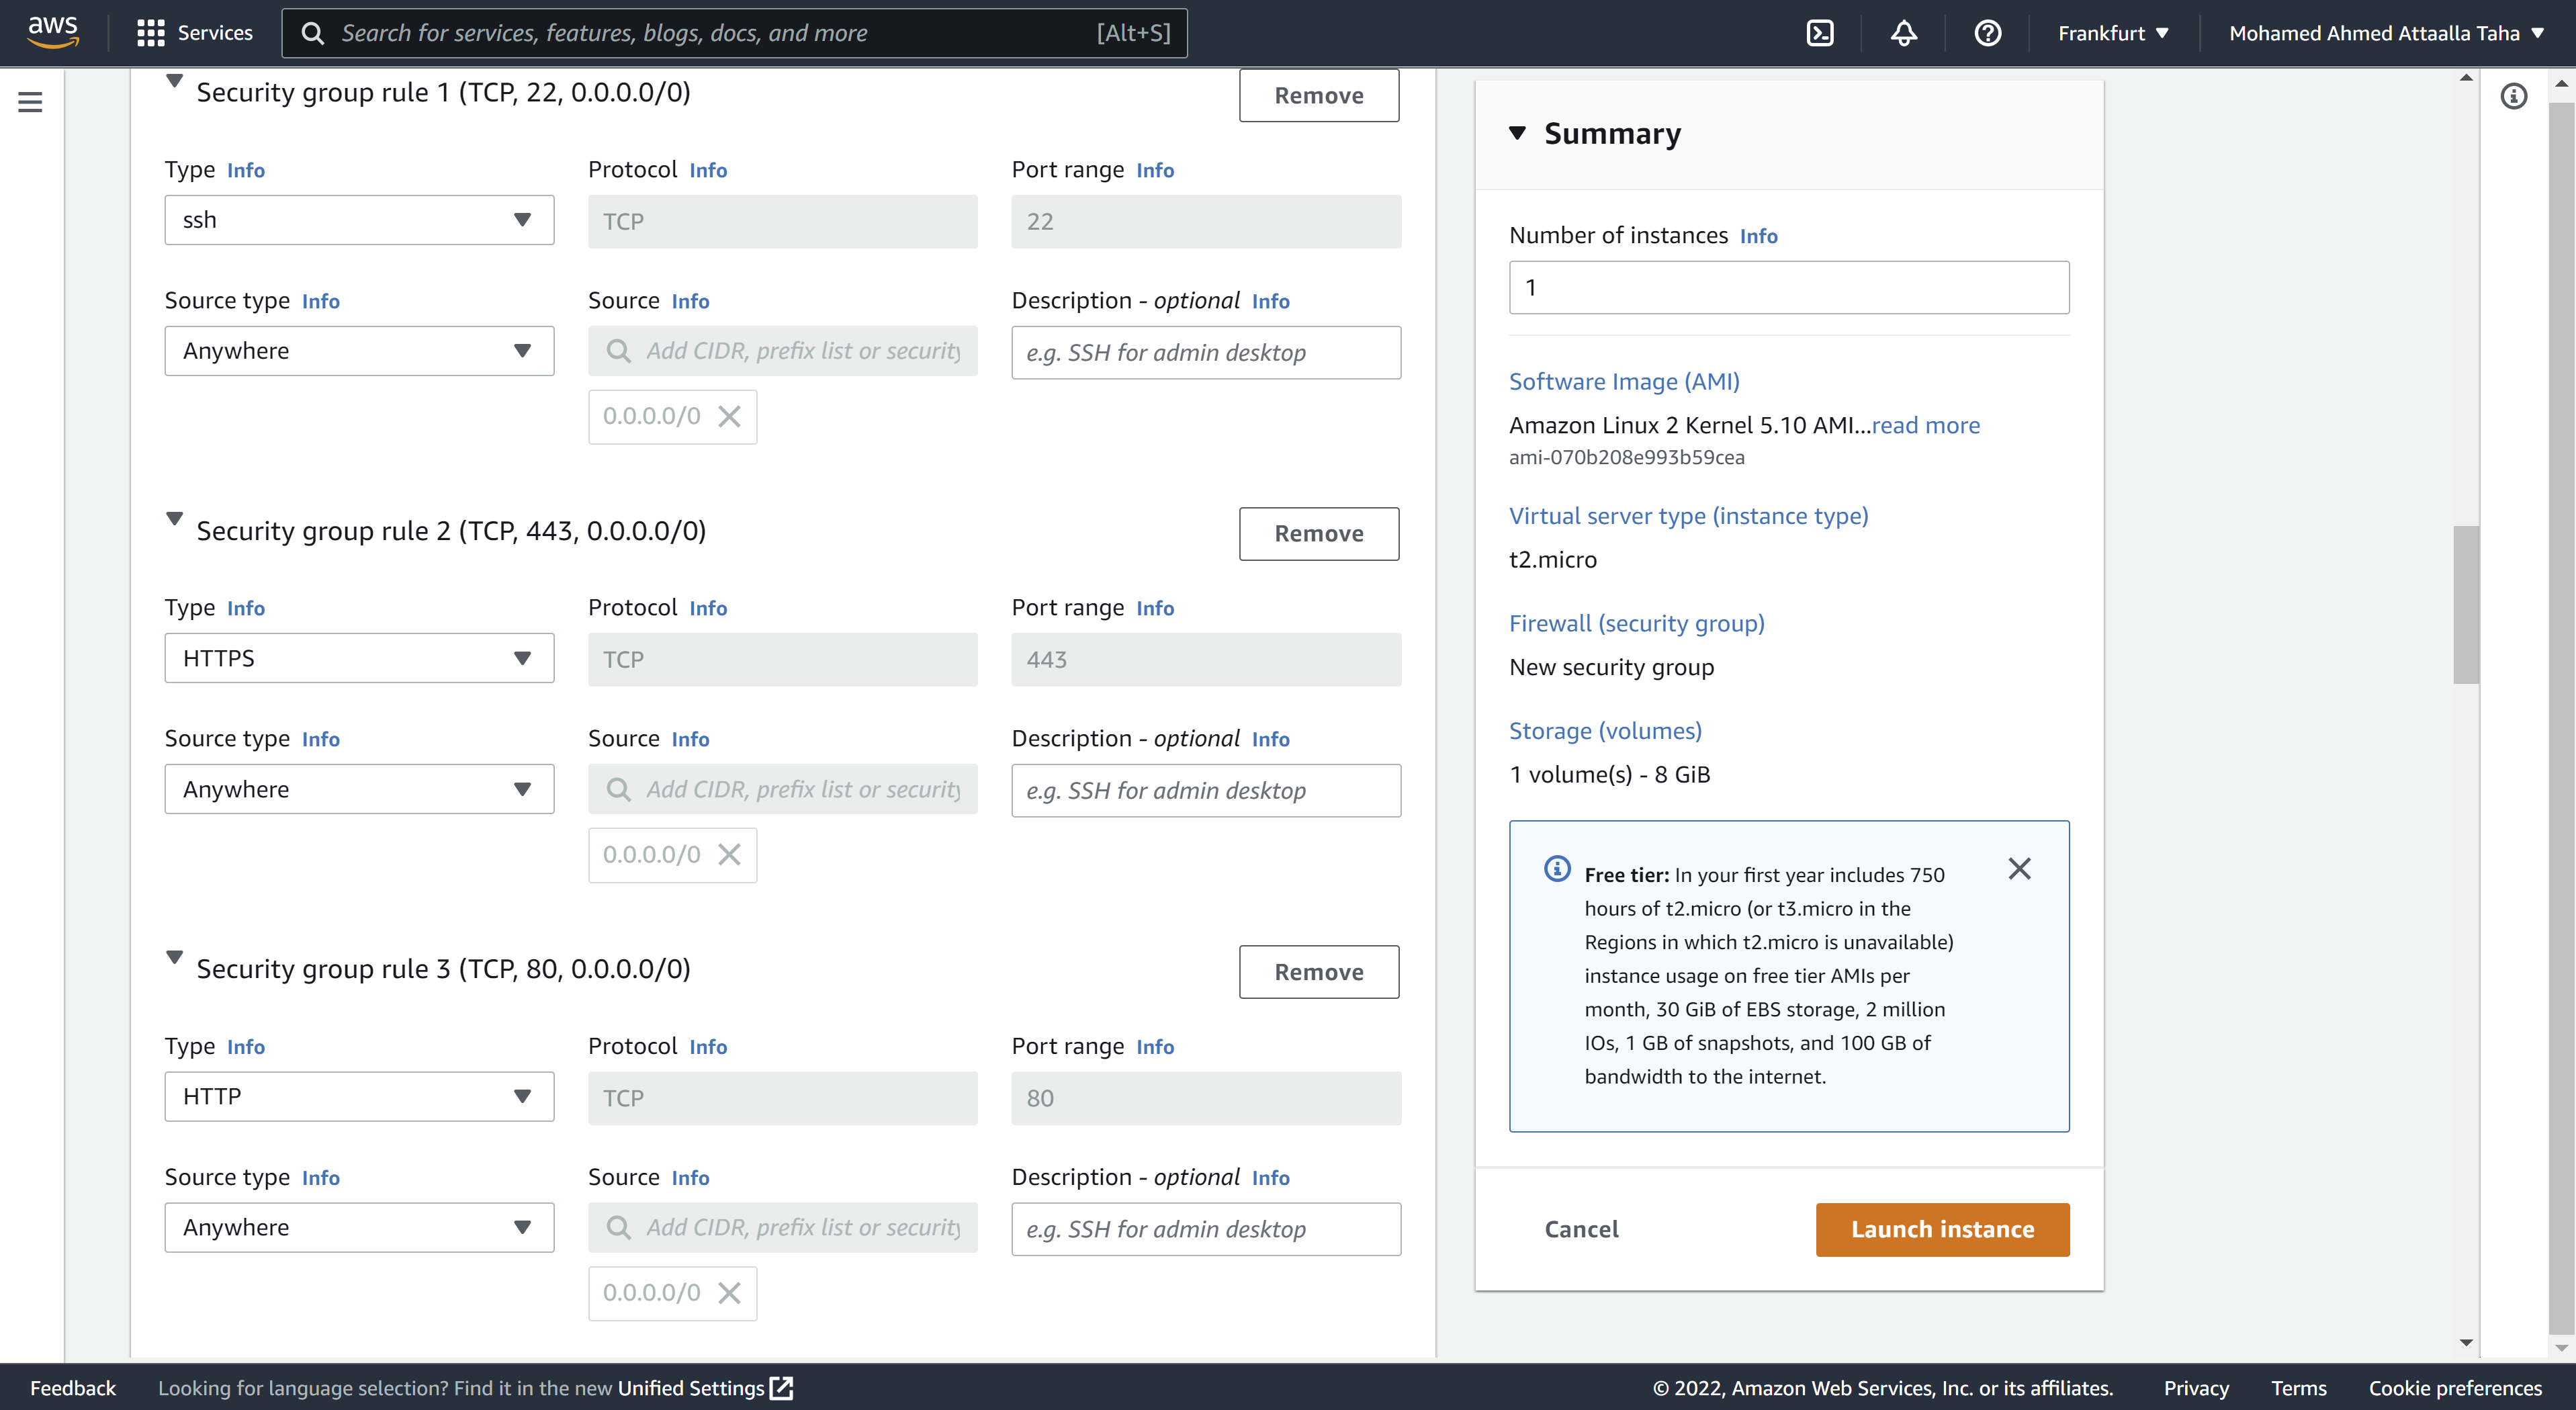 aws
Services
Search for services, features, blogs, docs, and more
[Alt+S]
Frankfurt
Mohamed Ahmed Attaalla Taha
Security group rule 1 (TCP, 22, 0.0.0.0/0)
Remove
Type Info
Protocol Info
Port range Info
ssh
TCP
22
Source type Info
Source Info
Description - optional Info
Anywhere
Add CIDR, prefix list or security
e.g. SSH for admin desktop
0.0.0.0/0
Security group rule 2 (TCP, 443, 0.0.0.0/0)
Remove
Type Info
Protocol Info
Port range Info
HTTPS
TCP
443
Source type Info
Source Info
Description - optional Info
Anywhere
Add CIDR, prefix list or security
e.g. SSH for admin desktop
0.0.0.0/0
Security group rule 3 (TCP, 80, 0.0.0.0/0)
Remove
Type Info
Protocol Info
Port range Info
HTTP
TCP
80
Source type Info
Source Info
Description - optional Info
Anywhere
Add CIDR, prefix list or security
e.g. SSH for admin desktop
0.0.0.0/0
Summary
Number of instances Info
1
Software Image (AMI)
Amazon Linux 2 Kernel 5.10 AMI...read more
ami-070b208e993b59cea
Virtual server type (instance type)
t2.micro
Firewall (security group)
New security group
Storage (volumes)
1 volume(s) - 8 GiB
Free tier: In your first year includes 750
hours of t2.micro (or t3.micro in the
Regions in which t2.micro is unavailable)
instance usage on free tier AMIs per
month, 30 GiB of EBS storage, 2 million
IOs, 1 GB of snapshots, and 100 GB of
bandwidth to the internet.
Cancel
Launch instance
Feedback
Looking for language selection? Find it in the new Unified Settings
© 2022, Amazon Web Services, Inc. or its affiliates.
Privacy
Terms
Cookie preferences